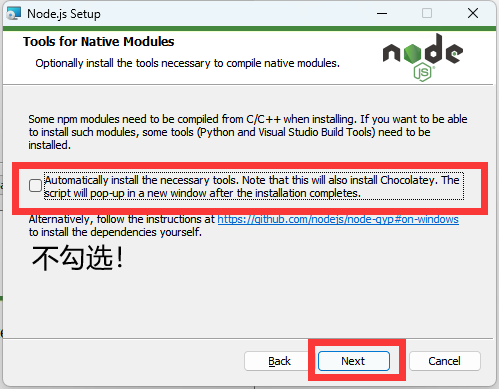 Node.js Setup
Tools for Native Modules
Optionally install the tools necessary to compile native modules.
node
JS
Some npm modules need to be compiled from C/C++ when installing. If you want to be able
to install such modules, some tools (Python and Visual Studio Build Tools) need to be
installed.
Automatically install the necessary tools. Note that this will also install Chocolatey. The
script will pop-up in a new window after the installation completes.
Alternatively, follow the instructions at https://github.com/nodejs/node-gyp#on-windows
to install the dependencies yourself.
不勾选！
Back
Next
Cancel